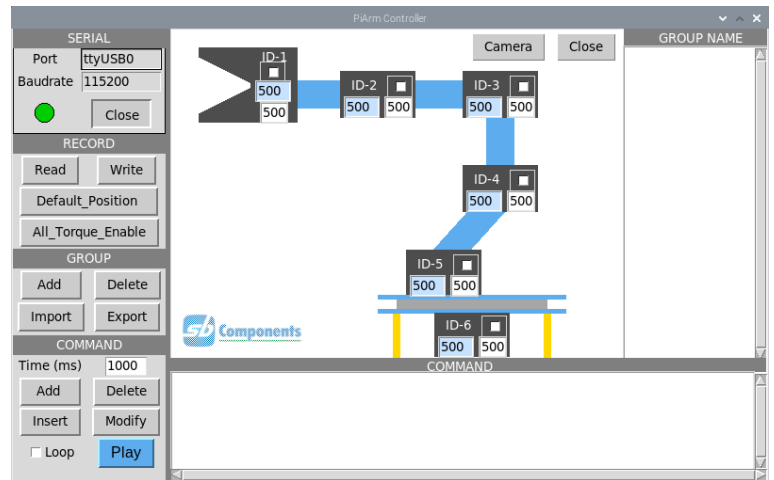 PiArm Controller
SERIAL
Port ttyUSB0
Baudrate 115200
Close
RECORD
Read Write
Default_Position
All_Torque_Enable
GROUP
Add Delete
Import Export
COMMAND
Time (ms) 1000
Add Delete
Insert Modify
Loop Play
Camera Close
ID-1
500
500
ID-2
500 500
ID-3
500 500
ID-4
500 500
ID-5
500 500
ID-6
500 500
sb Components
GROUP NAME
COMMAND